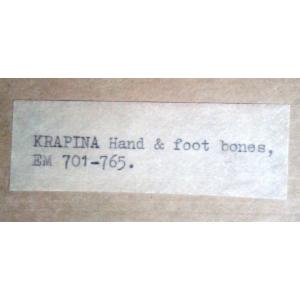 KRAPINA Hand & foot bones,
EM 701-765.